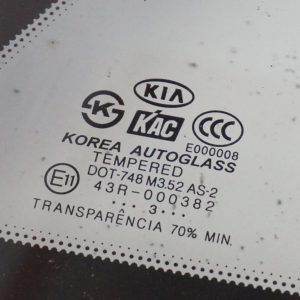 KIA
K KAC CCC
E000008
KOREA AUTOGLASS
TEMPERED
DOT-748 M3.52 AS-2
E11 43R-000382
... 3 ...
TRANSPARÊNCIA 70% MIN.